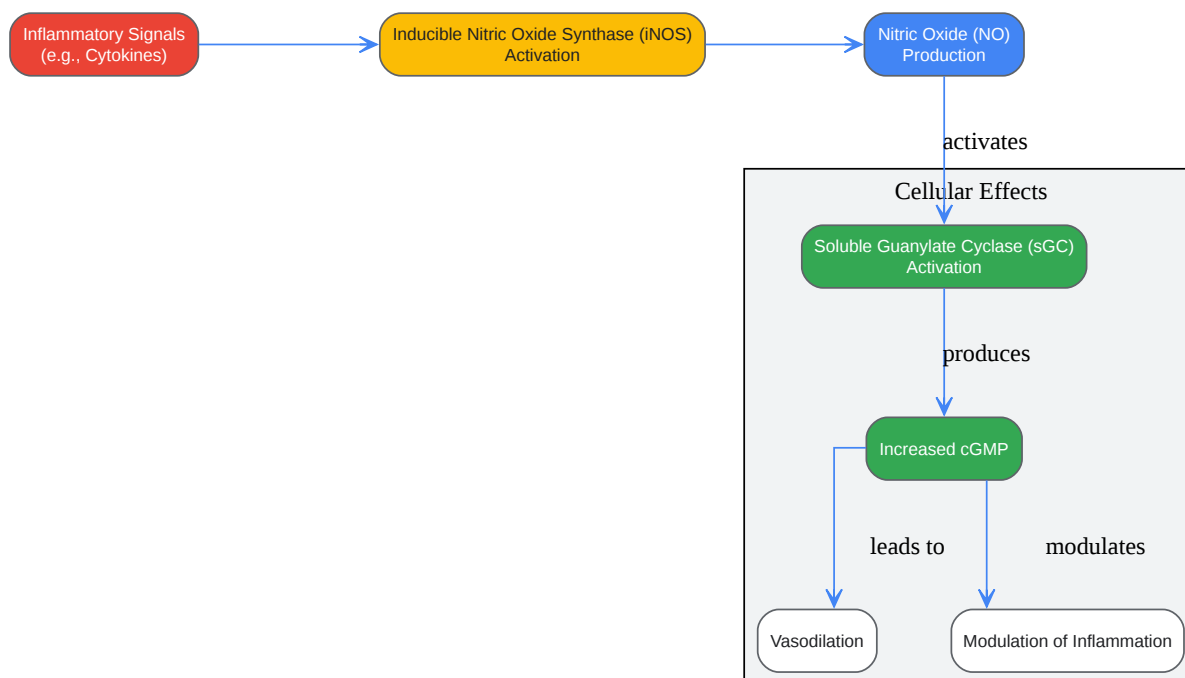 Inflammatory Signals
(e.g., Cytokines)
Inducible Nitric Oxide Synthase (iNOS)
Activation
Nitric Oxide (NO)
Production
activates
Cellular Effects
Soluble Guanylate Cyclase (sGC)
Activation
produces
Increased cGMP
leads to
modulates
Vasodilation
Modulation of Inflammation